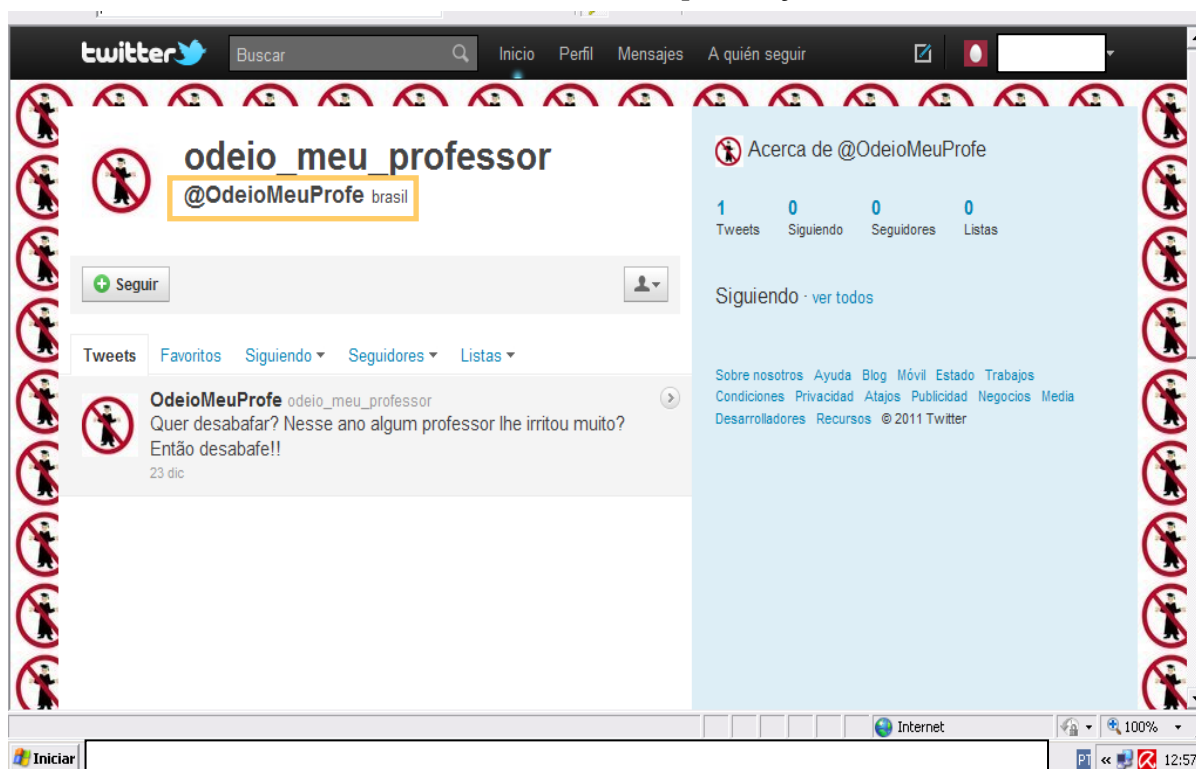 twitter
Buscar
Inicio Perfil Mensajes A quién seguir
odeio_meu_professor
@OdeioMeuProfe brasil
Seguir
Tweets Favoritos Siguiendo Seguidores Listas
OdeioMeuProfe odeio_meu_professor
Quer desabafar? Nesse ano algum professor lhe irritou muito?
Então desabafe!!
23 dic
Acerca de @OdeioMeuProfe
1 0 0 0
Tweets Siguiendo Seguidores Listas
Siguiendo · ver todos
Sobre nosotros Ayuda Blog Móvil Estado Trabajos
Condiciones Privacidad Atajos Publicidad Negocios Media
Desarrolladores Recursos © 2011 Twitter
Internet 100%
Iniciar PT « 12:57